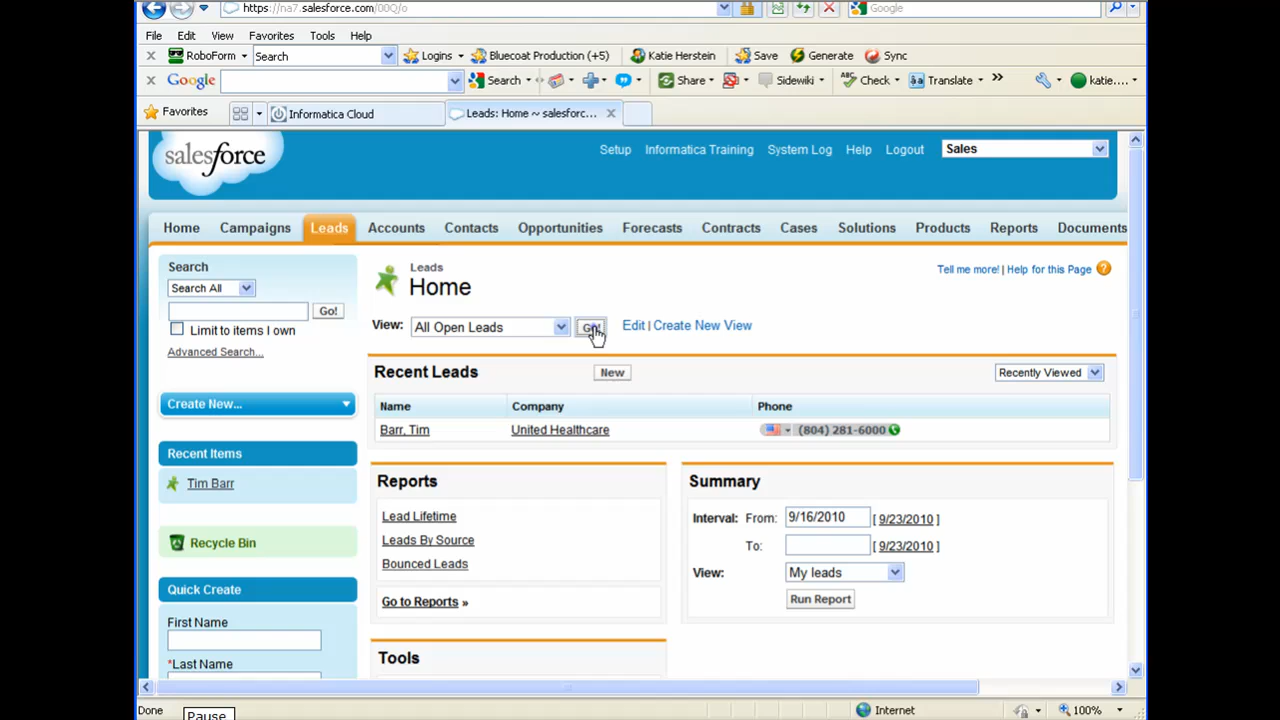 https://na7.salesforce.com/00Q/o
Google
File Edit View Favorites Tools Help
RoboForm Search Logins Bluecoat Production (+5) Katie Herstein Save Generate Sync
Google Search Share Sidewiki Check Translate katie....
Favorites Informatica Cloud Leads: Home ~ salesforc...
salesforce
Setup Informatica Training System Log Help Logout Sales
Home Campaigns Leads Accounts Contacts Opportunities Forecasts Contracts Cases Solutions Products Reports Documents
Search
Search All
Go!
Limit to items I own
Advanced Search...
Create New...
Recent Items
Tim Barr
Recycle Bin
Quick Create
First Name
*Last Name
Leads
Home
Tell me more! | Help for this Page ?
View: All Open Leads Go! Edit | Create New View
Recent Leads New Recently Viewed
Name Company Phone
Barr, Tim United Healthcare (804) 281-6000
Reports
Lead Lifetime
Leads By Source
Bounced Leads
Go to Reports »
Summary
Interval: From: 9/16/2010 [ 9/23/2010 ]
To: [ 9/23/2010 ]
View: My leads
Run Report
Tools
Done Internet 100%
Pause